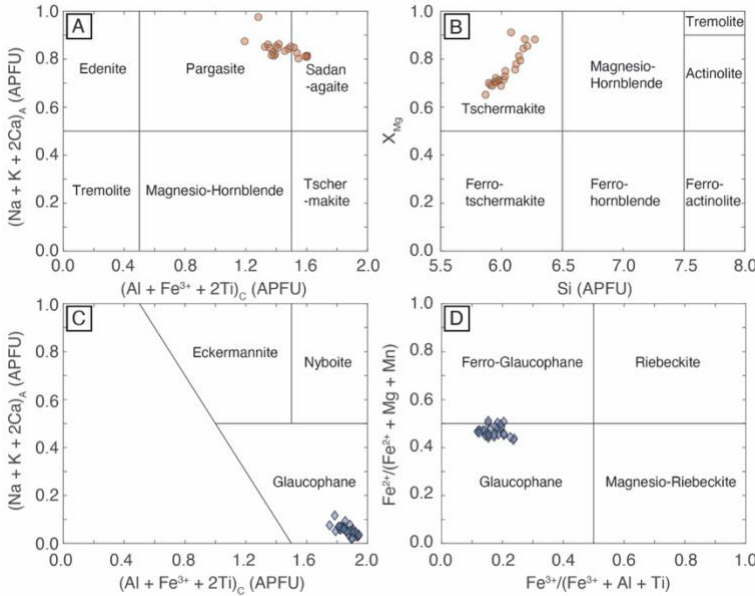 A
Edenite
Pargasite
Sadan
-agaite
Tremolite
Magnesio-Hornblende
Tscher
-makite
(Na + K + 2Ca)A (APFU)
1.0
0.8
0.6
0.4
0.2
0.0
0.0 0.4 0.8 1.2 1.6 2.0
(Al + Fe³⁺ + 2Ti)C (APFU)
B
Tremolite
Magnesio-
Hornblende
Actinolite
Tschermakite
Ferro-
tschermakite
Ferro-
hornblende
Ferro-
actinolite
XMg
1.0
0.8
0.6
0.4
0.2
0.0
5.5 6.0 6.5 7.0 7.5 8.0
Si (APFU)
C
Eckermannite
Nyboite
Glaucophane
(Na + K + 2Ca)A (APFU)
1.0
0.8
0.6
0.4
0.2
0.0
0.0 0.4 0.8 1.2 1.6 2.0
(Al + Fe³⁺ + 2Ti)C (APFU)
D
Ferro-Glaucophane
Riebeckite
Glaucophane
Magnesio-Riebeckite
Fe²⁺/(Fe²⁺ + Mg + Mn)
1.0
0.8
0.6
0.4
0.2
0.0
0.0 0.2 0.4 0.6 0.8 1.0
Fe³⁺/(Fe³⁺ + Al + Ti)